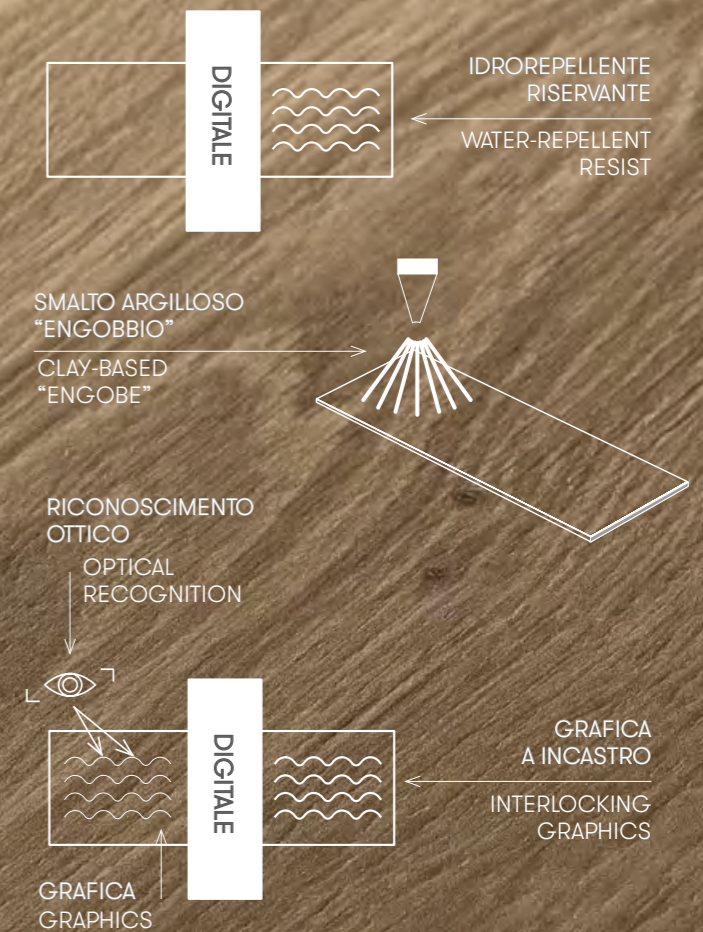 DIGITALE
IDROREPELLENTE
RISERVANTE
WATER-REPELLENT
RESIST
SMALTO ARGILLOSO
“ENGOBBIO”
CLAY-BASED
“ENGOBE”
RICONOSCIMENTO
OTTICO
OPTICAL
RECOGNITION
DIGITALE
GRAFICA
A INCASTRO
INTERLOCKING
GRAPHICS
GRAFICA
GRAPHICS